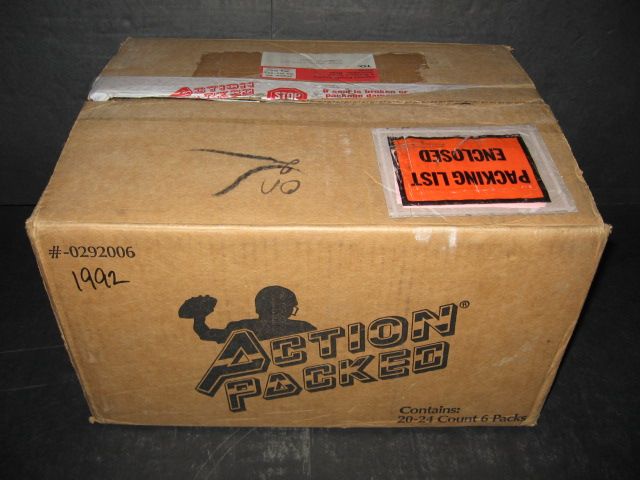 STOP
If seal is broken or
package damaged
PACKING LIST
ENCLOSED
#-0292006
1992
ACTION
PACKED®
Contains:
20-24 Count 6 Packs